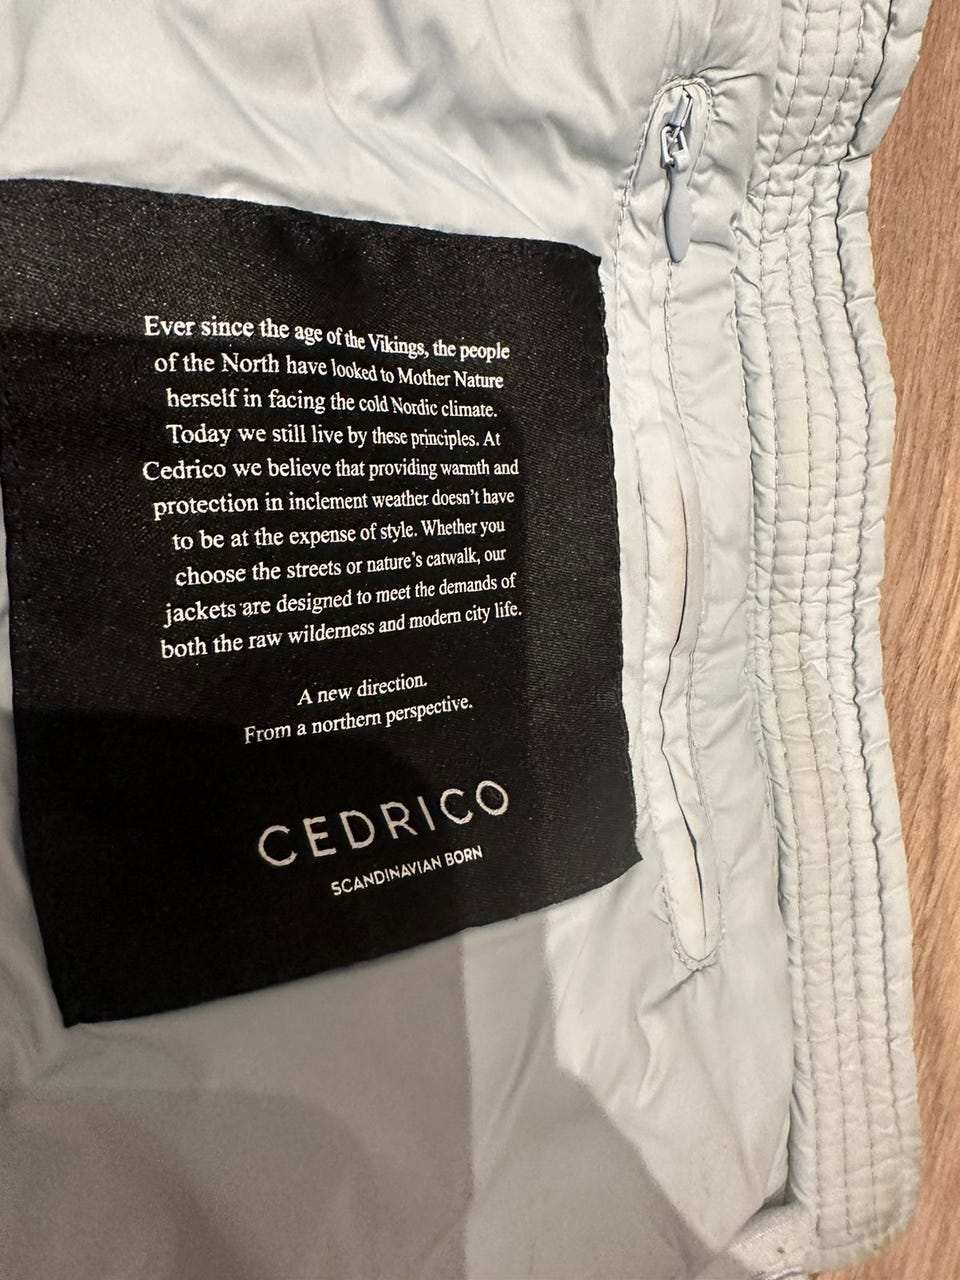 Ever since the age of the Vikings, the people
of the North have looked to Mother Nature
herself in facing the cold Nordic climate.
Today we still live by these principles. At
Cedrico we believe that providing warmth and
protection in inclement weather doesn't have
to be at the expense of style. Whether you
choose the streets or nature's catwalk, our
jackets are designed to meet the demands of
both the raw wilderness and modern city life.
A new direction.
From a northern perspective.
CEDRICO
SCANDINAVIAN BORN